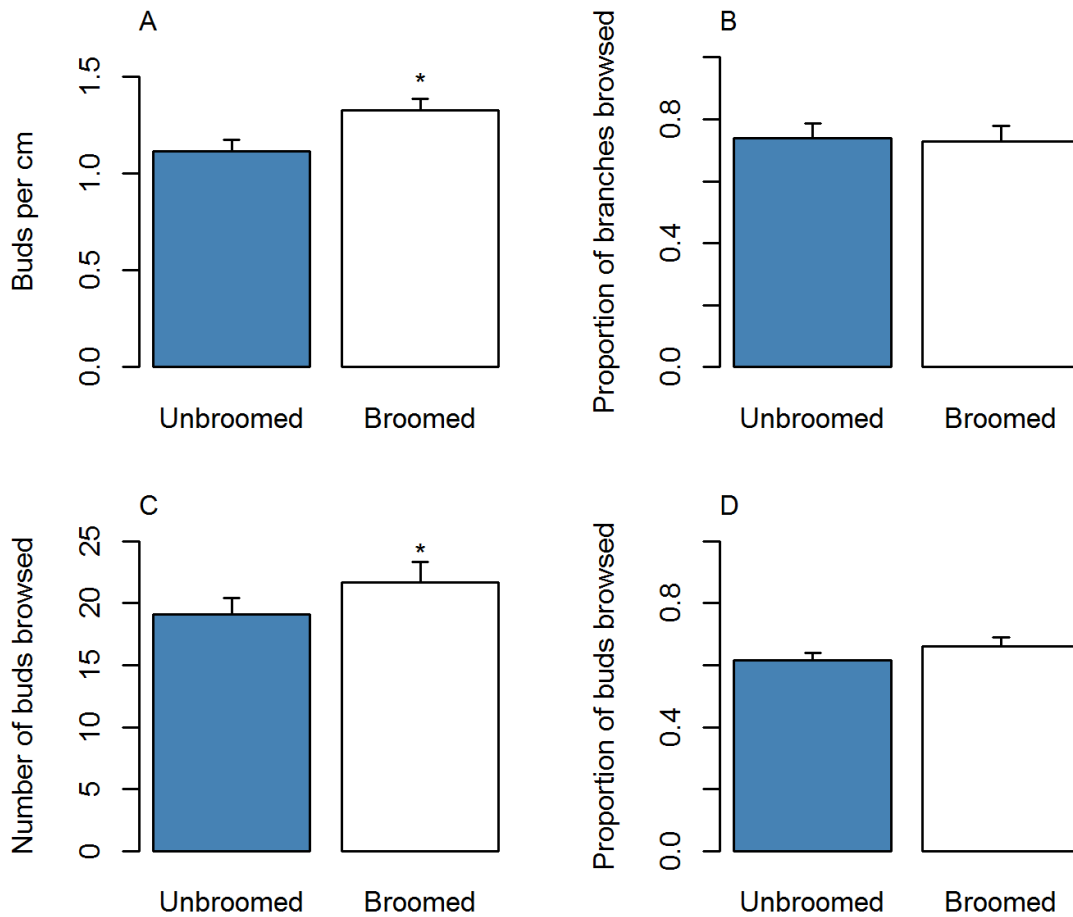 A
Buds per cm
1.5
*
1.0
0.5
0.0
Unbroomed Broomed
B
Proportion of branches browsed
0.8
0.4
0.0
Unbroomed Broomed
C
Number of buds browsed
25
*
20
15
10
5
0
Unbroomed Broomed
D
Proportion of buds browsed
0.8
0.4
0.0
Unbroomed Broomed